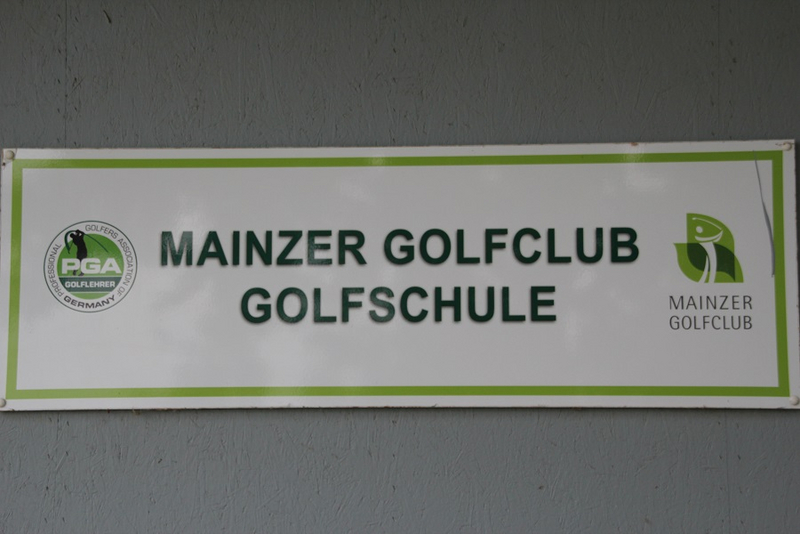 PROFESSIONAL GOLFERS ASSOCIATION OF GERMANY
PGA
GOLFLEHRER
MAINZER GOLFCLUB
GOLFSCHULE
MAINZER
GOLFCLUB